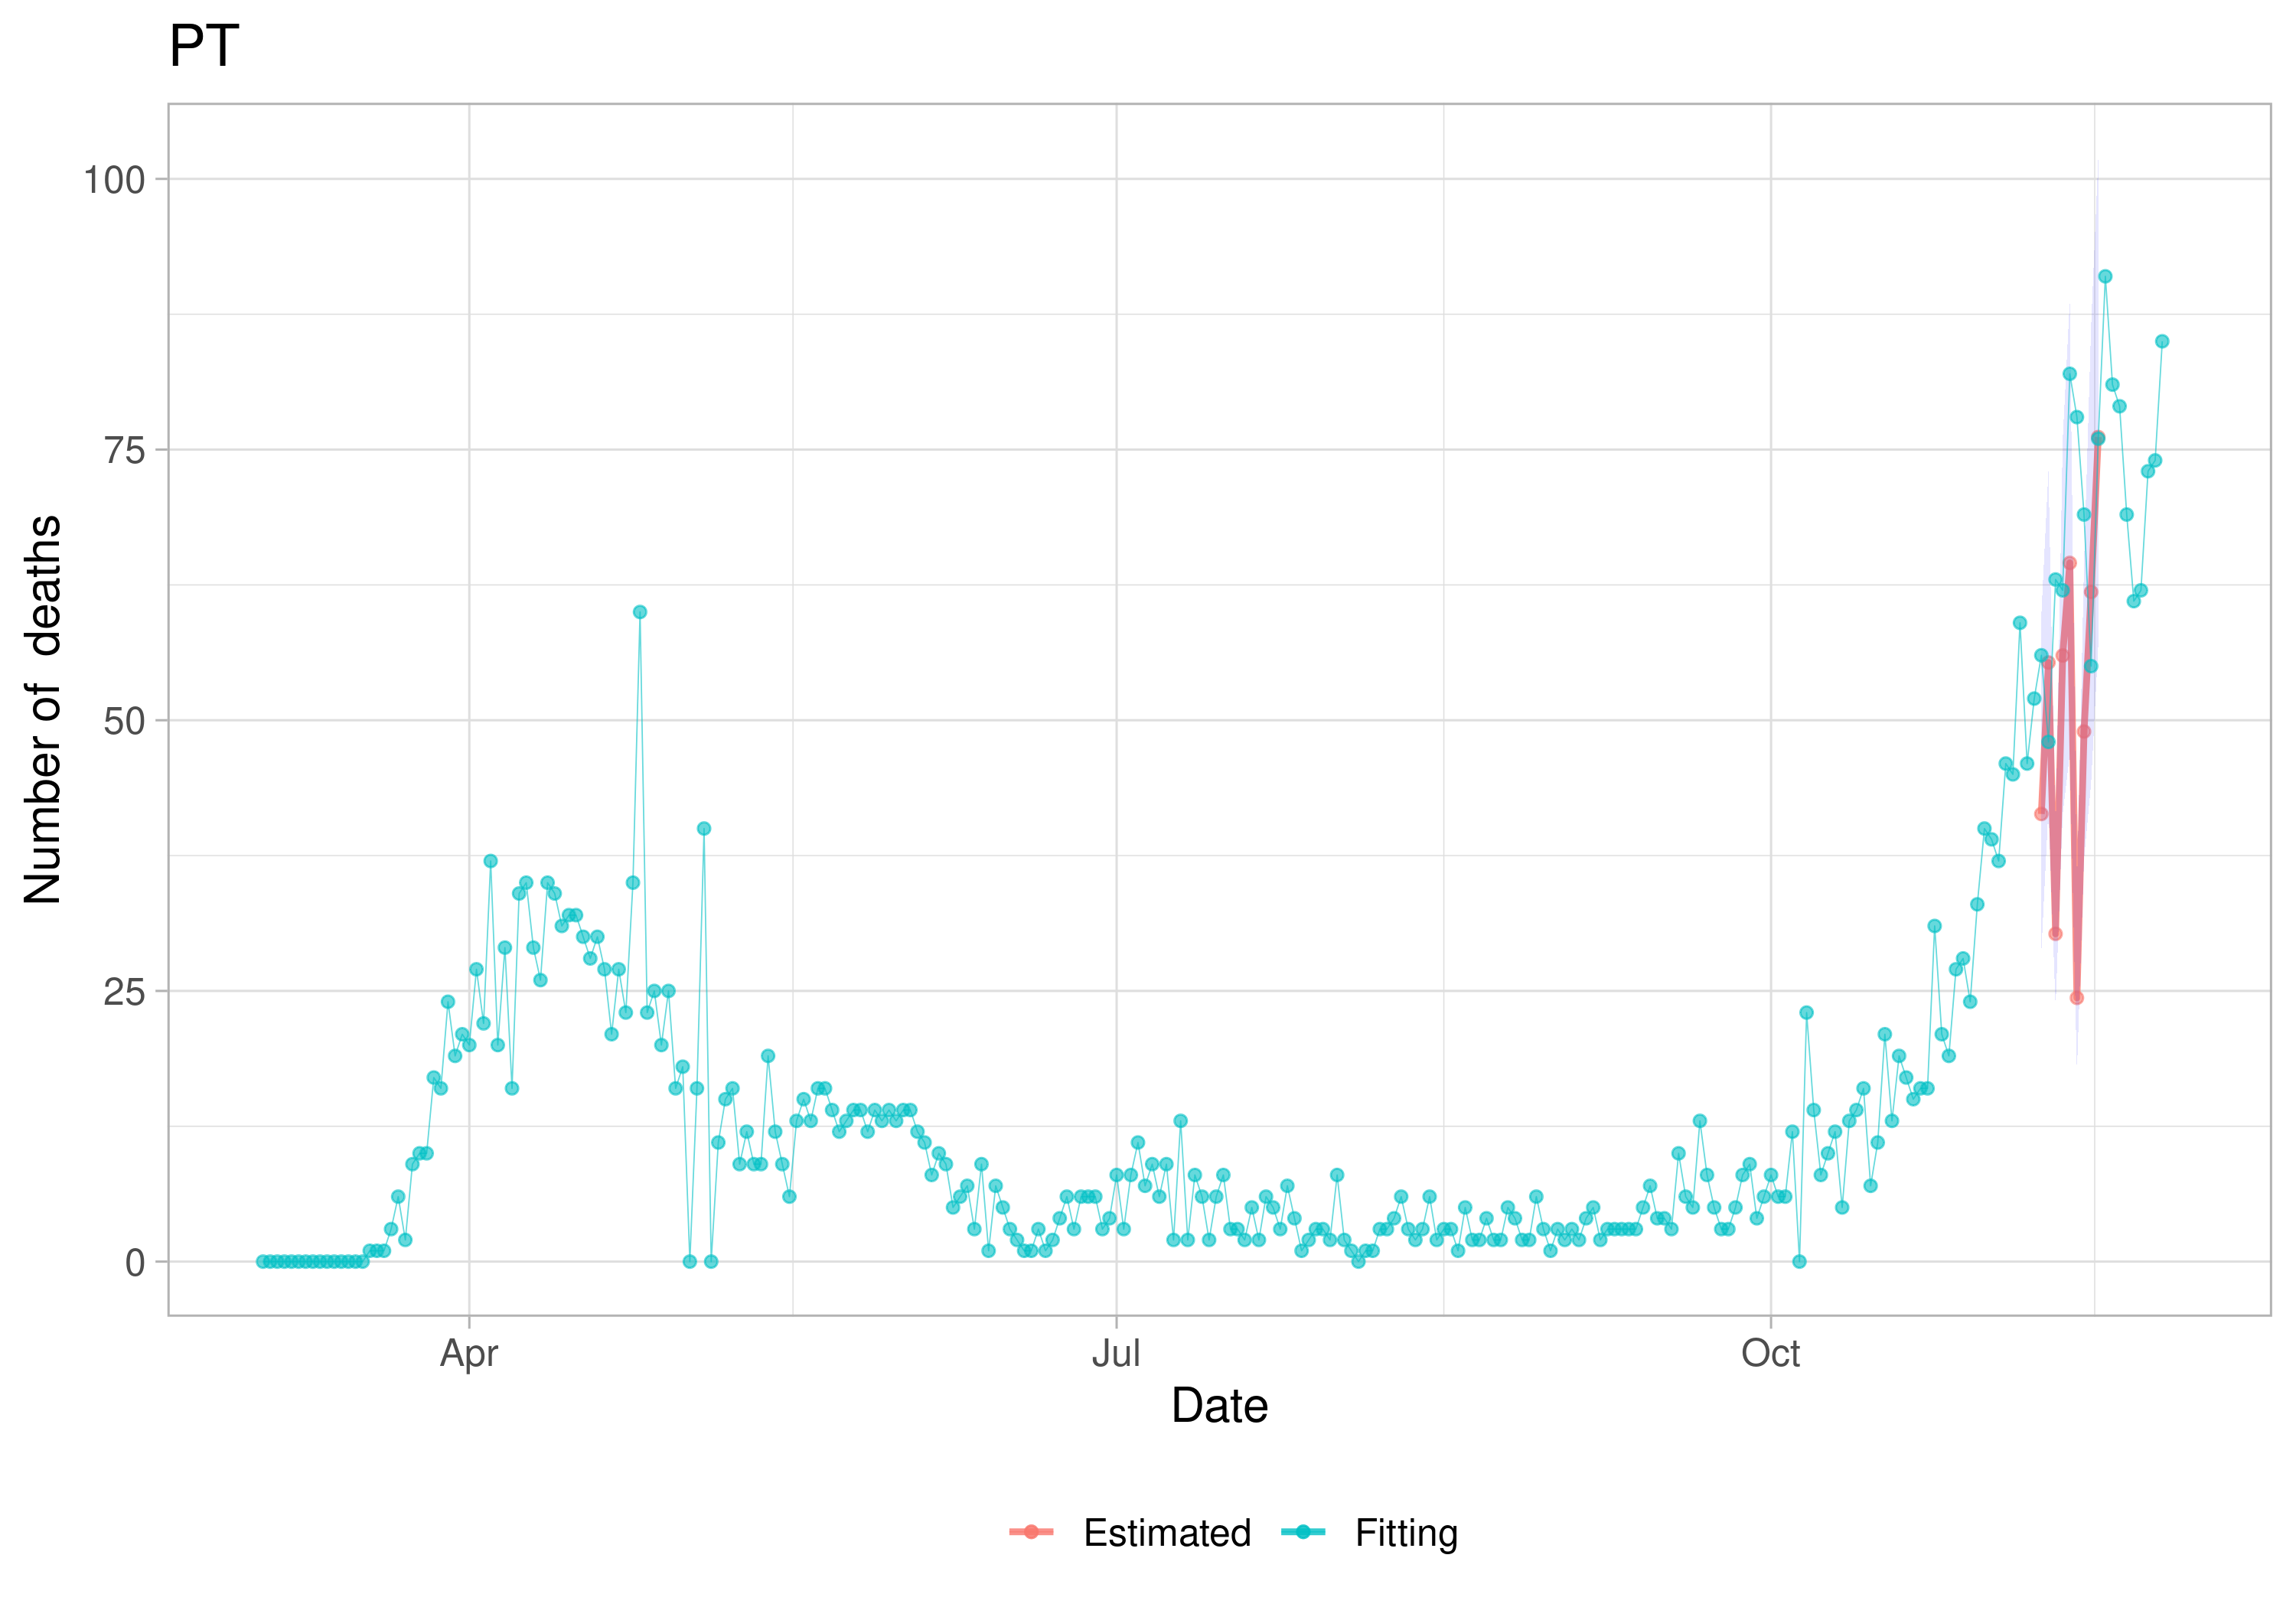 PT
Number of deaths
100
75
50
25
0
Apr
Jul
Oct
Date
Estimated
Fitting